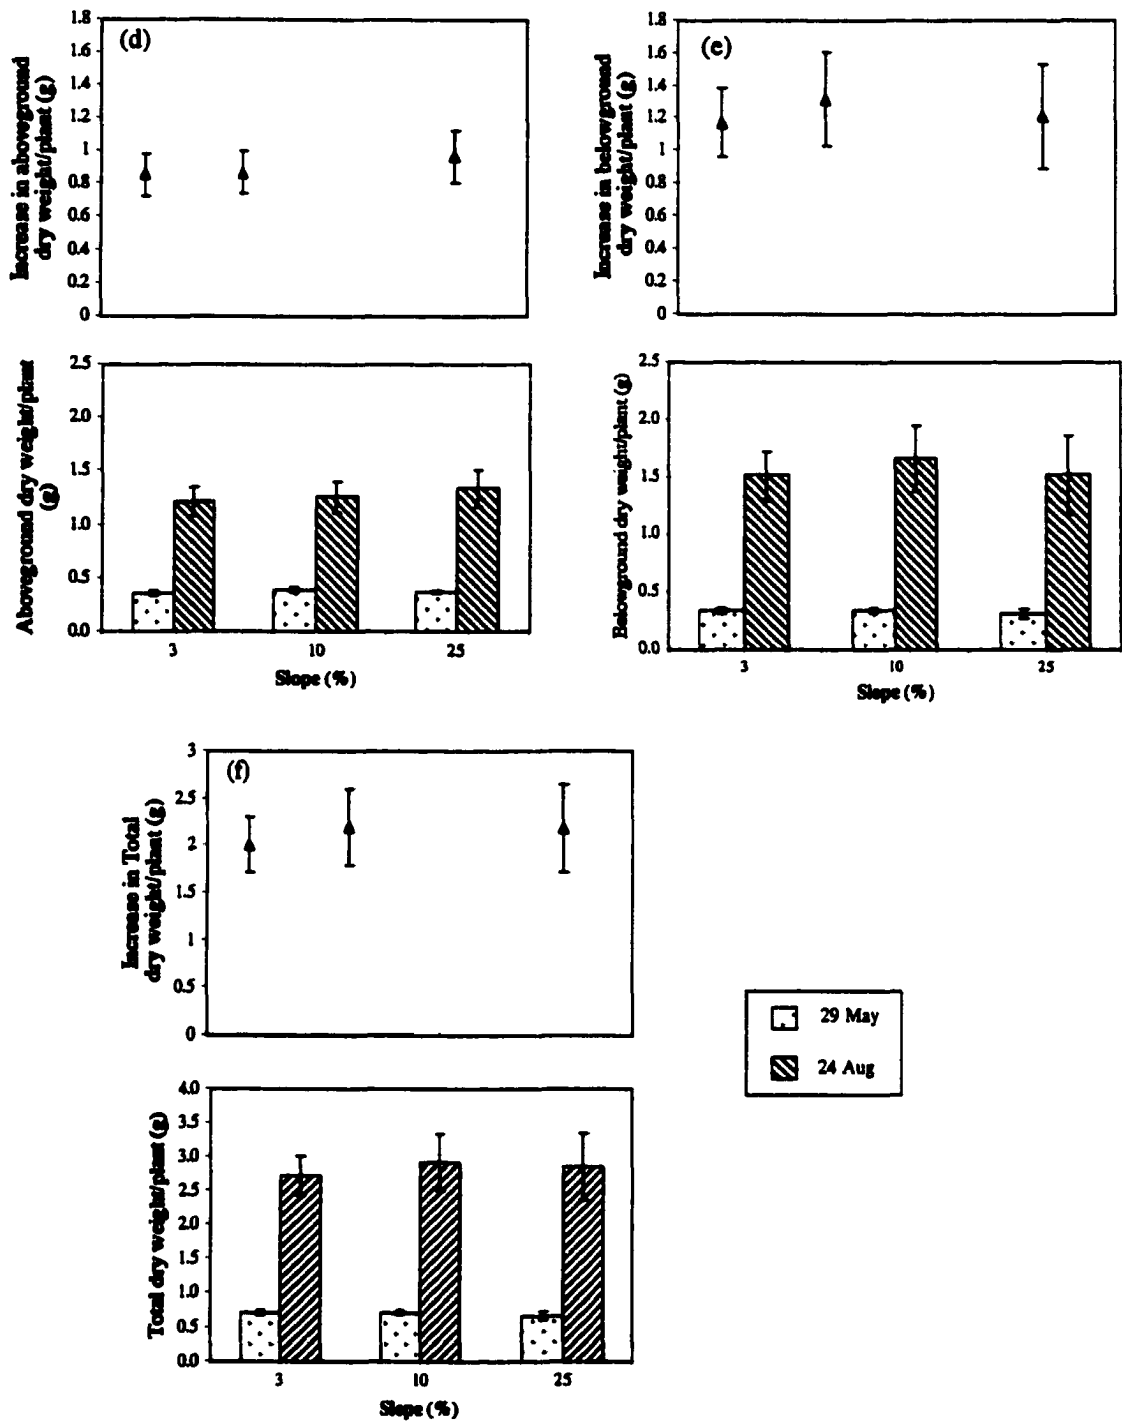 (d)
Increase in aboveground
dry weight/plant (g)
1.8
1.6
1.4
1.2
1
0.8
0.6
0.4
0.2
0
(e)
Increase in belowground
dry weight/plant (g)
1.8
1.6
1.4
1.2
1
0.8
0.6
0.4
0.2
0
Aboveground dry weight/plant
(g)
2.5
2.0
1.5
1.0
0.5
0.0
3 10 25
Slope (%)
Belowground dry weight/plant (g)
2.5
2.0
1.5
1.0
0.5
0.0
3 10 25
Slope (%)
(f)
Increase in Total
dry weight/plant (g)
3
2.5
2
1.5
1
0.5
0
29 May
24 Aug
Total dry weight/plant (g)
4.0
3.5
3.0
2.5
2.0
1.5
1.0
0.5
0.0
3 10 25
Slope (%)